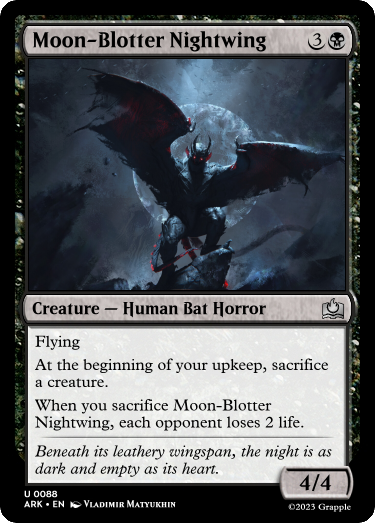 Moon-Blotter Nightwing 3
Creature — Human Bat Horror
Flying
At the beginning of your upkeep, sacrifice
a creature.
When you sacrifice Moon-Blotter
Nightwing, each opponent loses 2 life.
Beneath its leathery wingspan, the night is as
dark and empty as its heart.
4/4
U 0088
ARK • EN Vladimir Matyukhin
©2023 Grapple